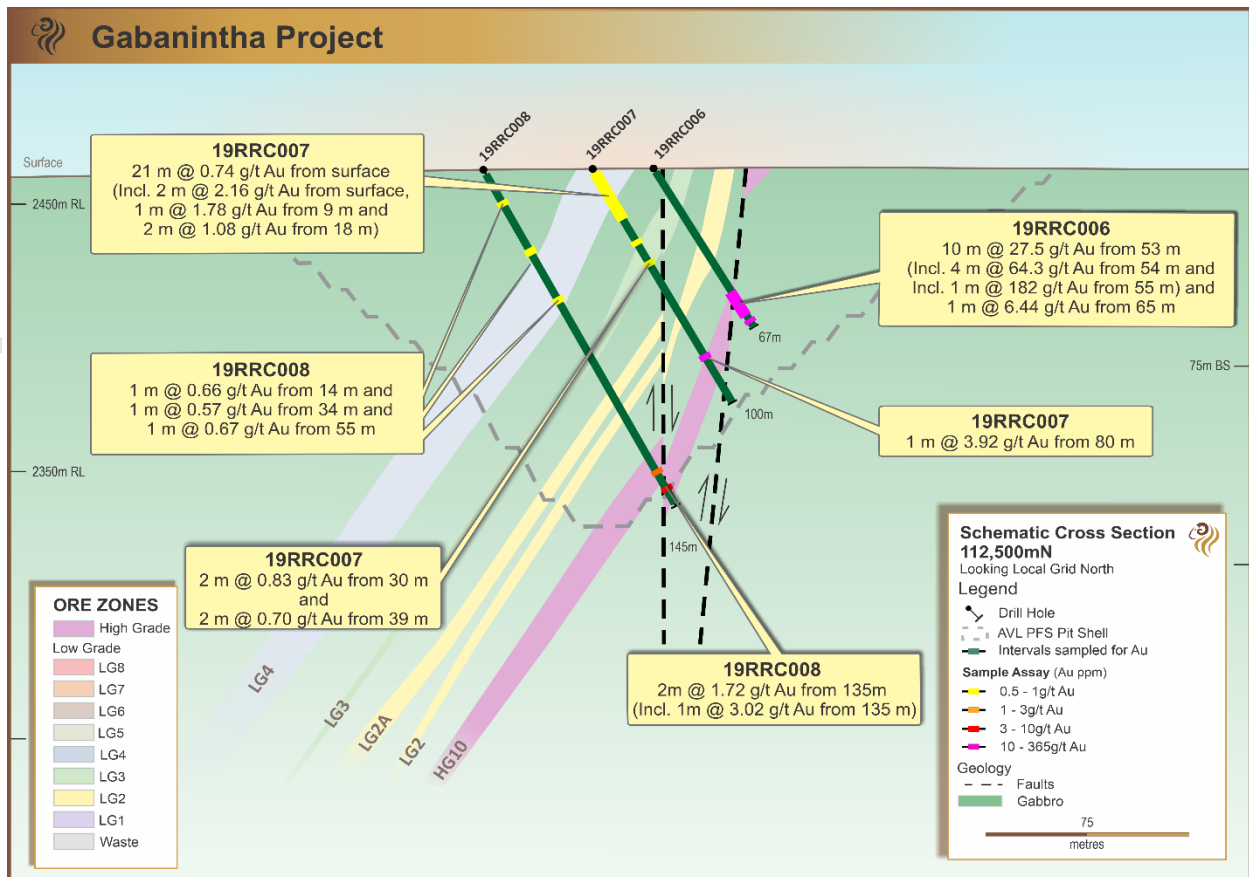 Gabanintha Project
19RRC008
19RRC007
19RRC006
Surface
2450m RL
2350m RL
75m BS
19RRC007
21 m @ 0.74 g/t Au from surface
(Incl. 2 m @ 2.16 g/t Au from surface,
1 m @ 1.78 g/t Au from 9 m and
2 m @ 1.08 g/t Au from 18 m)
19RRC006
10 m @ 27.5 g/t Au from 53 m
(Incl. 4 m @ 64.3 g/t Au from 54 m and
Incl. 1 m @ 182 g/t Au from 55 m) and
1 m @ 6.44 g/t Au from 65 m
67m
19RRC008
1 m @ 0.66 g/t Au from 14 m and
1 m @ 0.57 g/t Au from 34 m and
1 m @ 0.67 g/t Au from 55 m
100m
19RRC007
1 m @ 3.92 g/t Au from 80 m
145m
19RRC007
2 m @ 0.83 g/t Au from 30 m
and
2 m @ 0.70 g/t Au from 39 m
19RRC008
2m @ 1.72 g/t Au from 135m
(Incl. 1m @ 3.02 g/t Au from 135 m)
LG4
LG3
LG2A
LG2
HG10
ORE ZONES
High Grade
Low Grade
LG8
LG7
LG6
LG5
LG4
LG3
LG2
LG1
Waste
Schematic Cross Section
112,500mN
Looking Local Grid North
Legend
Drill Hole
AVL PFS Pit Shell
Intervals sampled for Au
Sample Assay (Au ppm)
0.5 - 1g/t Au
1 - 3g/t Au
3 - 10g/t Au
10 - 365g/t Au
Geology
Faults
Gabbro
75
metres